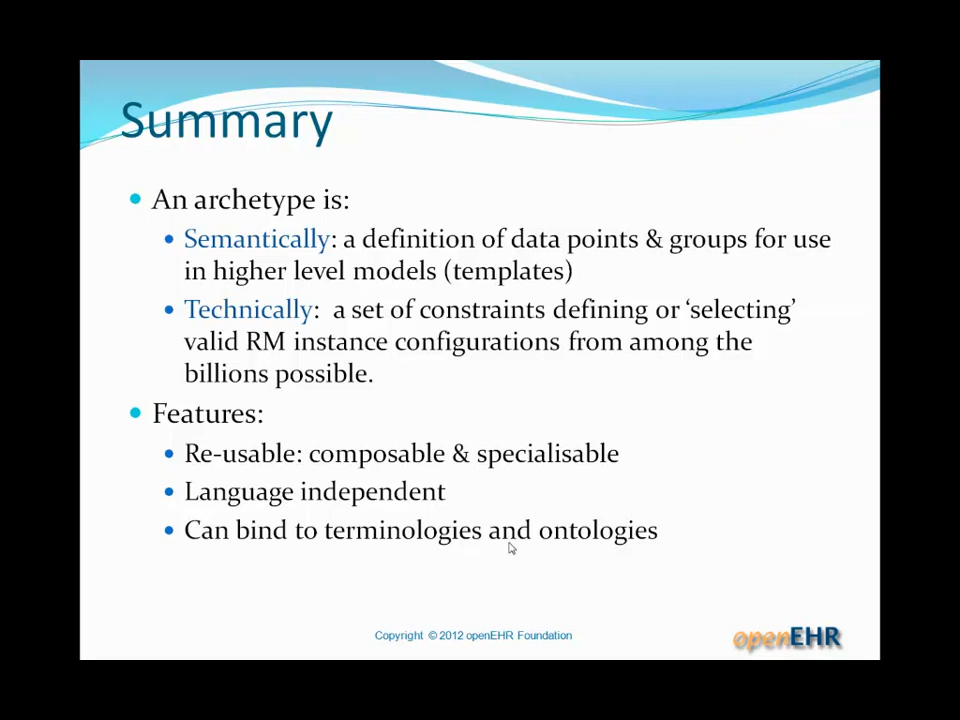 Summary
An archetype is:
Semantically: a definition of data points & groups for use
in higher level models (templates)
Technically:  a set of constraints defining or ‘selecting’
valid RM instance configurations from among the
billions possible.
Features:
Re-usable: composable & specialisable
Language independent
Can bind to terminologies and ontologies
Copyright © 2012 openEHR Foundation
openEHR